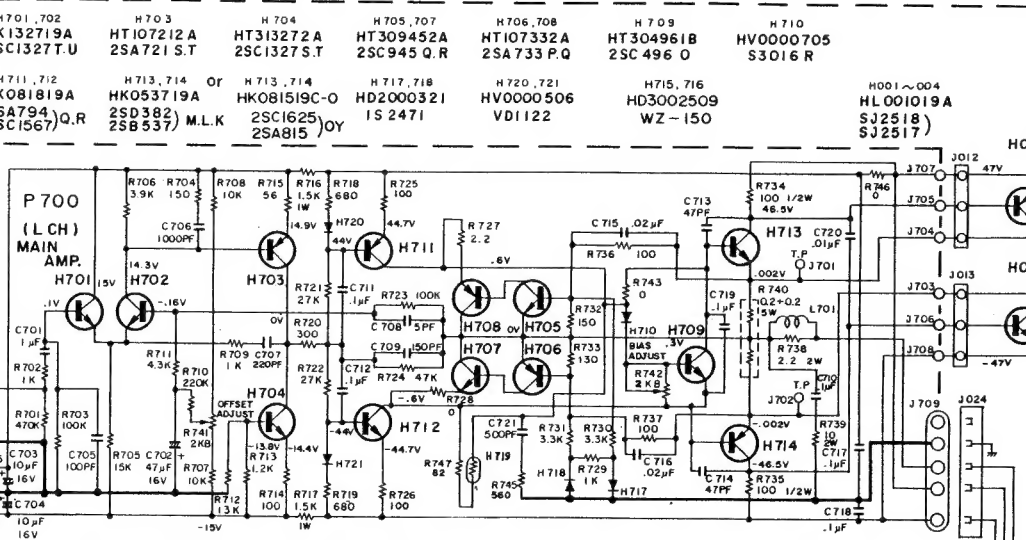 H701,702 H703 H704 H705,707 H706,708 H709 H710
K132719A HT107212A HT313272A HT309452A HT107332A HT304961B HV0000705
SC1327T.U 2SA721 S.T 2SC1327 S.T 2SC945 Q.R 2SA733 P.Q 2SC496 O S3016R
H711,712 H713,714 or H713,714 H717,718 H720,721 H715,716 H001~004
K081819A HK053719A HK081519C-O HD2000321 HV0000506 HD3002509 HL001019A
SA794 SC1567) Q.R 2SD382 2SB537) M.L.K 2SC1625 2SA815 )OY 1S2471 VD1122 WZ-150 SJ2518 SJ2517)
P700
(LCH)
MAIN
AMP.
R706 3.9K
R704 150
R708 10K
R715 56
R716 1.5K 1W
R718 680
R725 100
C706 1000PF
14.9V
H720
44V
44.7V
H711
H703
R727 2.2
.6V
C715 .02µF
R736 100
C713 47PF
R734 100 1/2W
46.5V
H713
R746 0
C720 .01µF
J707
J705
J704
J703
J706
J708
J012
J013
47V
-47V
H701
15V
H702
14.3V
.1V
-.16V
0V
C701 1µF
R702 1K
R701 470K
R703 100K
C703 10µF 16V
C704 10µF 16V
C705 100PF
R705 15K
R711 4.3K
R709 1K
C707 220PF
R710 220K
OFFSET ADJUST
R741 2KB
C702 47µF 16V
R707 10K
R712 13K
-15V
H704
-13.8V
R713 1.2K
-14.4V
R714 100
R717 1.5K 1W
R719 680
R720 300
R721 27K
R722 27K
C711 .1µF
C712 .1µF
-44V
H721
-44.7V
R726 100
H712
-.6V
R723 100K
C708 5PF
C709 150PF
R724 47K
R728 0
H708
H707
H705
H706
0V
R732 150
R733 130
R747 82
C721 500PF
H719
R745 560
R731 3.3K
R730 3.3K
H718
R729 1K
H717
R743 0
H710
BIAS ADJUST
R742 2KB
H709
.3V
C719 .1µF
R737 100
C716 .02µF
C714 47PF
.002V
T.P
J701
R740 0.2+0.2 5W
L701
R738 2.2 2W
T.P
J702
C710 .1µF
-.002V
H714
-46.5V
R735 100 1/2W
R739 10 2W
C717 .1µF
C718 .1µF
J709
J024